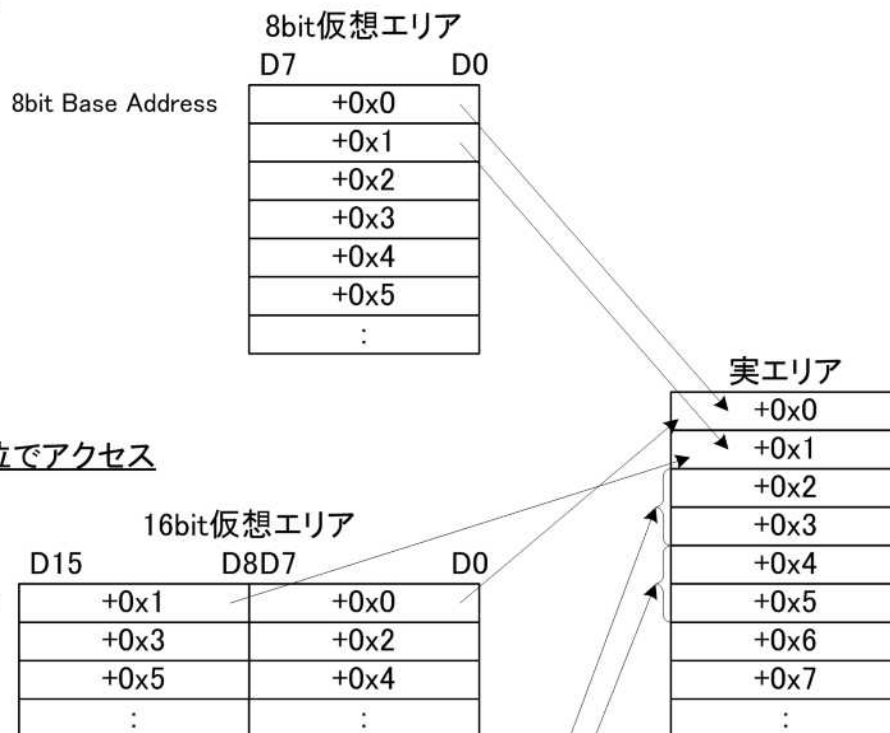 8bit仮想エリア
D7 D0
8bit Base Address
+0x0
+0x1
+0x2
+0x3
+0x4
+0x5
:
実エリア
+0x0
+0x1
+0x2
+0x3
+0x4
+0x5
+0x6
+0x7
:
位でアクセス
16bit仮想エリア
D15 D8D7 D0
+0x1 +0x0
+0x3 +0x2
+0x5 +0x4
: :